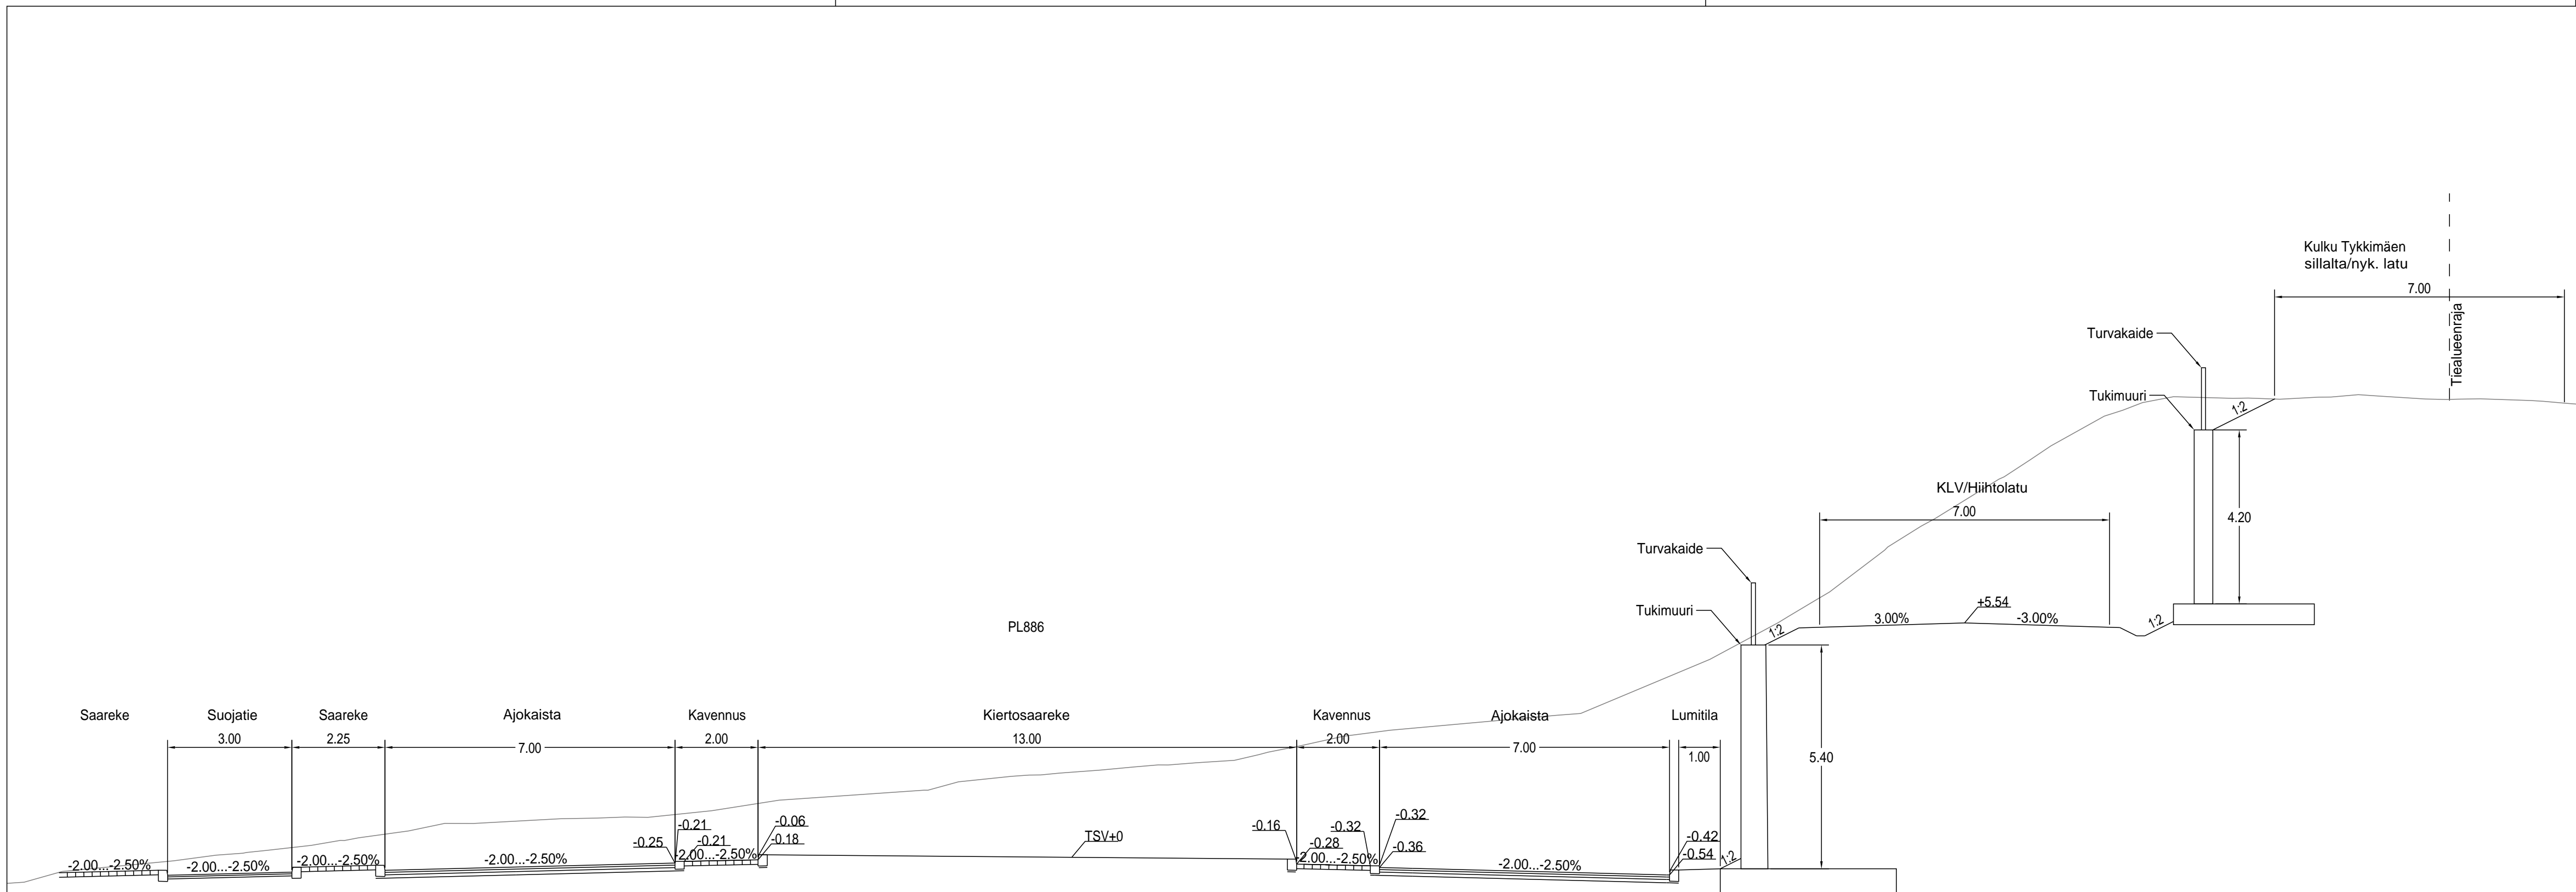 Kulku Tykkimäen
sillalta/nyk. latu
7.00
Tiealueenraja
Turvakaide
Tukimuuri
1:2
4.20
KLV/Hiihtolatu
7.00
Turvakaide
+5.54
Tukimuuri
1:2
3.00%
-3.00%
1:2
PL886
Saareke
Suojatie
Saareke
Ajokaista
Kavennus
Kiertosaareke
Kavennus
Ajokaista
Lumitila
3.00
2.25
7.00
2.00
13.00
2.00
7.00
1.00
5.40
-0.21
-0.06
-0.25
-0.21
-0.18
TSV+0
-0.16
-0.32
-0.32
-0.28
-0.36
-0.42
-0.54
1:2
-2.00...-2.50%
-2.00...-2.50%
-2.00...-2.50%
-2.00...-2.50%
-2.00...-2.50%
-2.00...-2.50%
-2.00...-2.50%